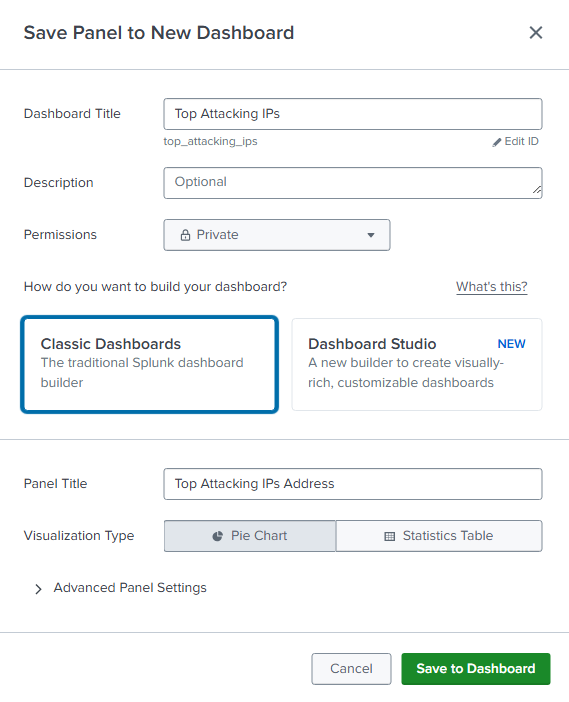 Save Panel to New Dashboard
Dashboard Title
Top Attacking IPs
top_attacking_ips
Edit ID
Description
Optional
Permissions
Private
How do you want to build your dashboard?
What's this?
Classic Dashboards
The traditional Splunk dashboard
builder
Dashboard Studio
NEW
A new builder to create visually-
rich, customizable dashboards
Panel Title
Top Attacking IPs Address
Visualization Type
Pie Chart
Statistics Table
Advanced Panel Settings
Cancel
Save to Dashboard